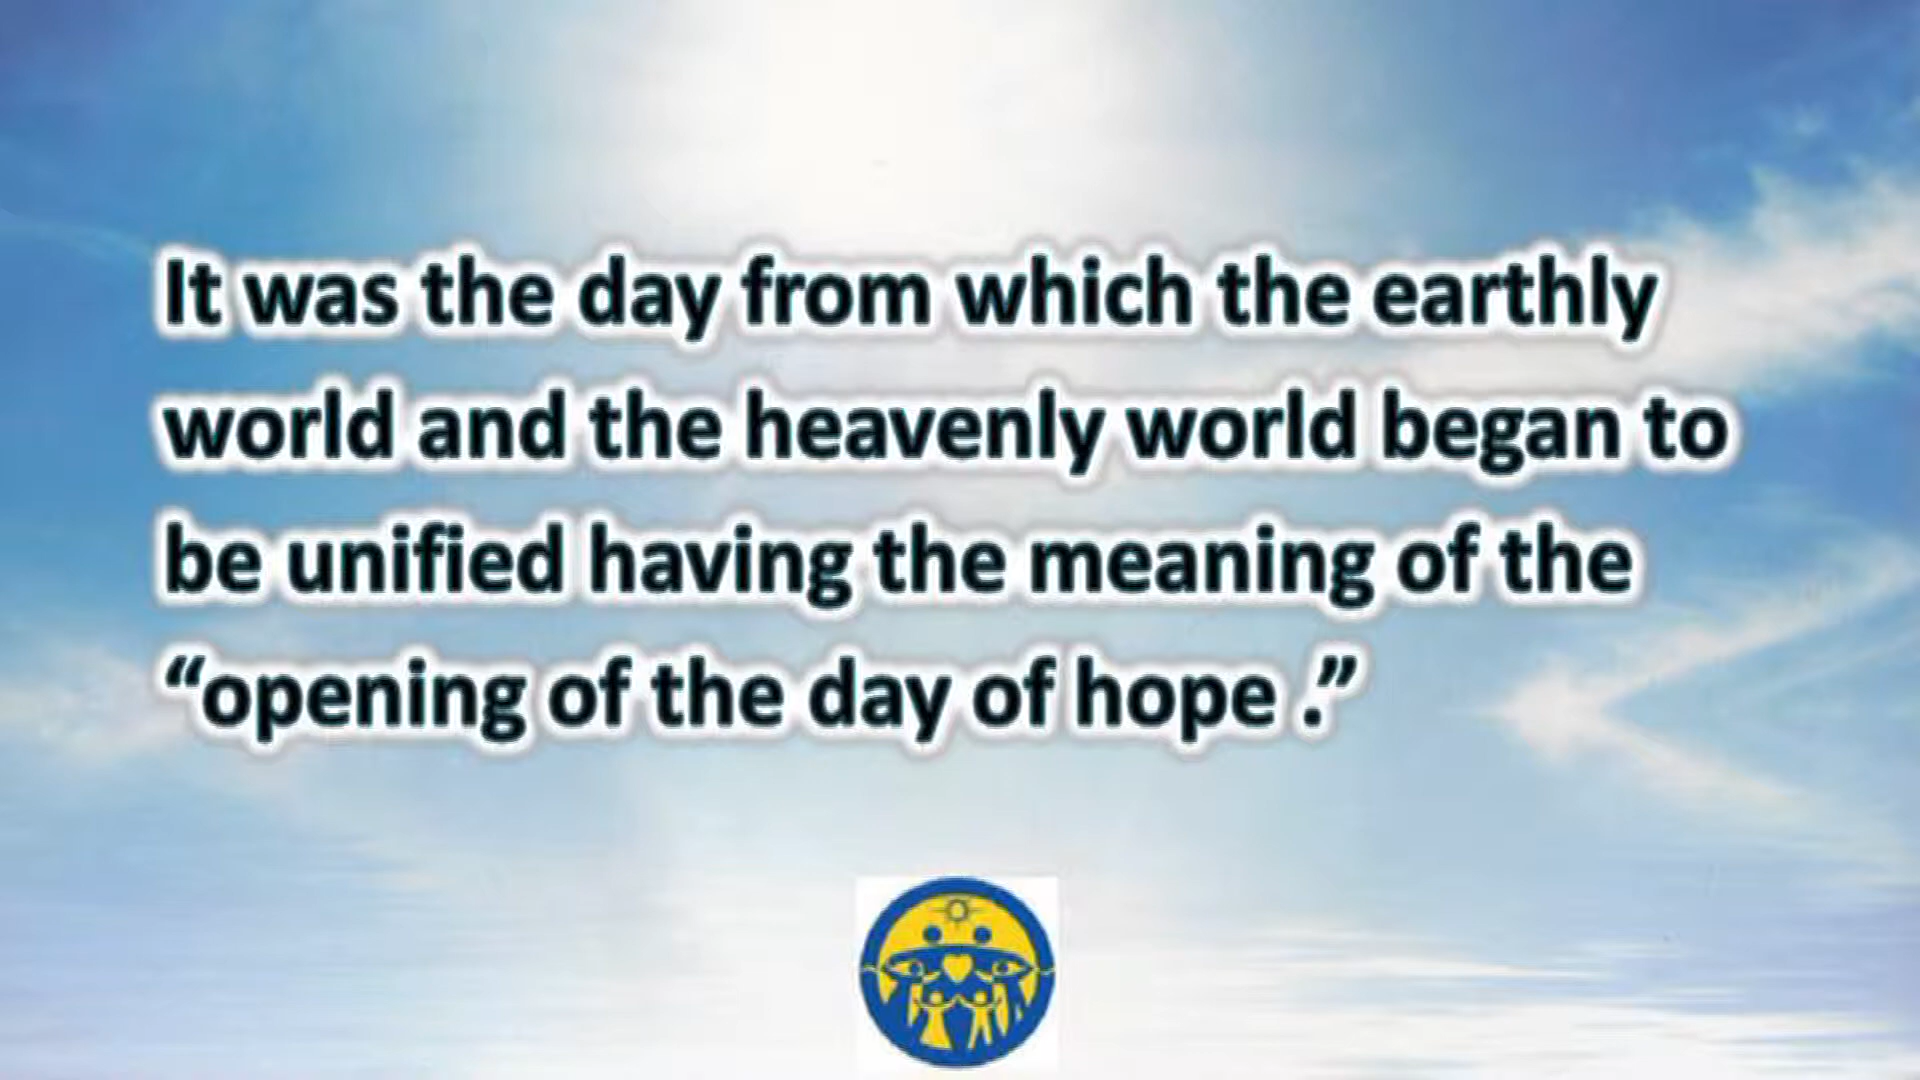 It was the day from which the earthly
world and the heavenly world began to
be unified having the meaning of the
“opening of the day of hope .”